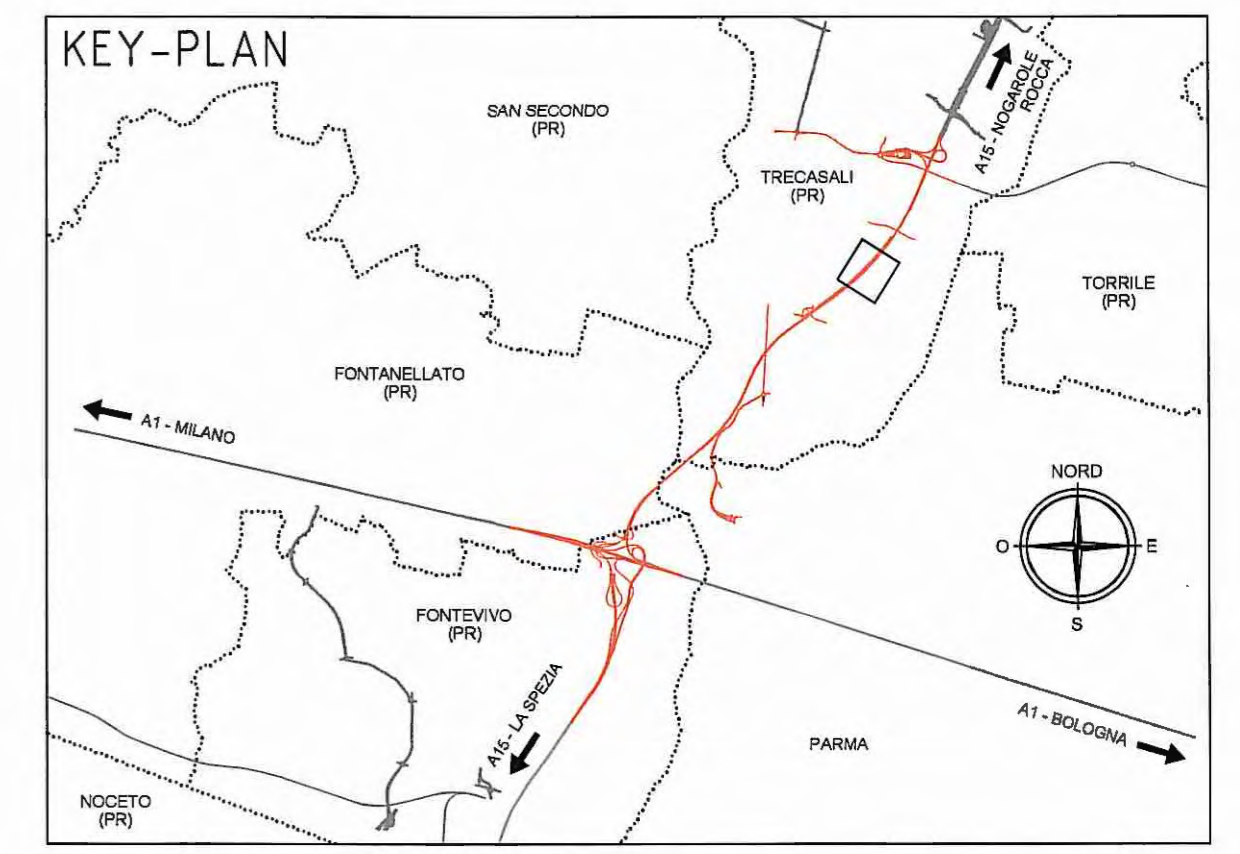 KEY-PLAN
SAN SECONDO
(PR)
A15 - NOGAROLE
ROCCA
TRECASALI
(PR)
TORRILE
(PR)
FONTANELLATO
(PR)
A1 - MILANO
NORD
O
E
S
FONTEVIVO
(PR)
A15 - LA SPEZIA
A1 - BOLOGNA
PARMA
NOCETO
(PR)